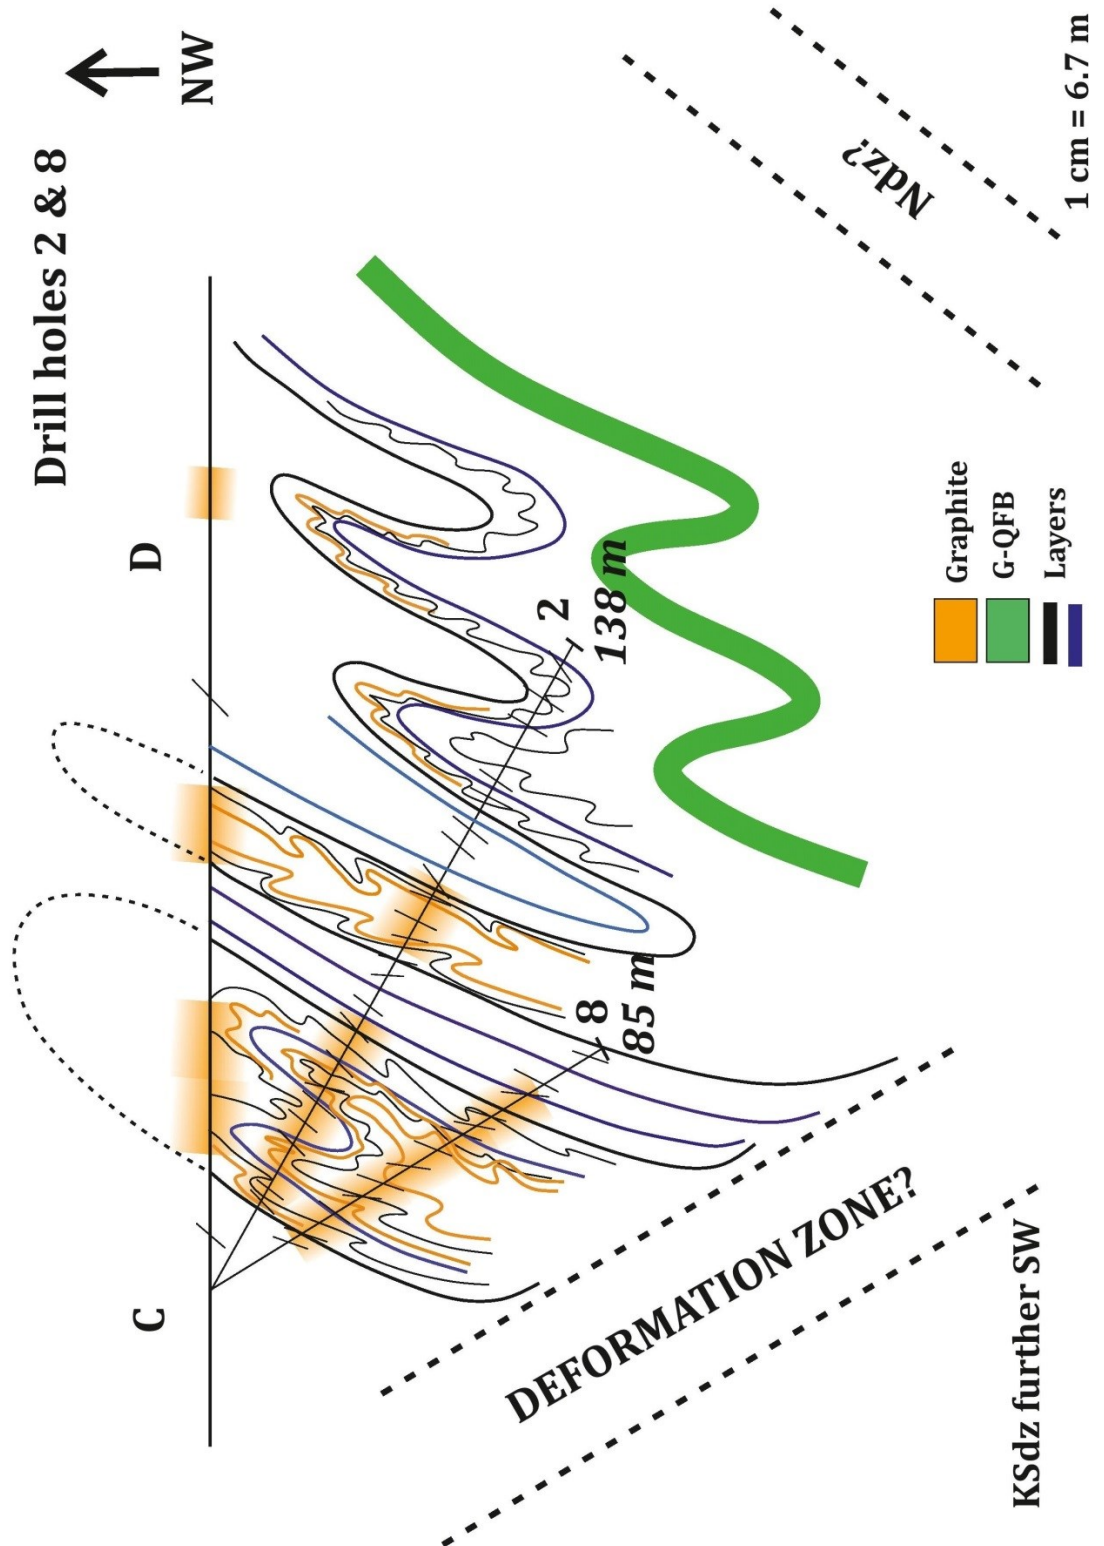 Drill holes 2 & 8
NW
C
D
2
138 m
8
85 m
Ndz?
DEFORMATION ZONE?
KSdz further SW
Graphite
G-QFB
Layers
1 cm = 6.7 m